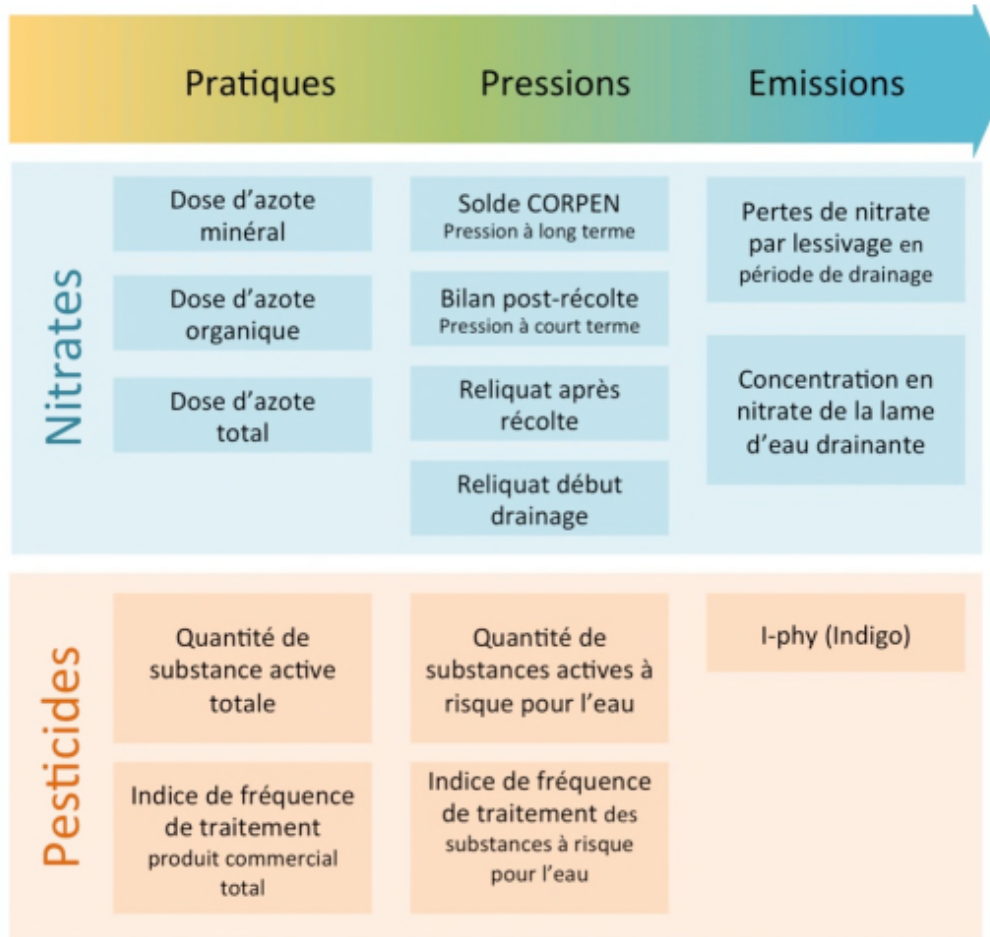 Pratiques
Pressions
Emissions
Nitrates
Dose d'azote
minéral
Dose d'azote
organique
Dose d'azote
total
Solde CORPEN
Pression à long terme
Bilan post-récolte
Pression à court terme
Reliquat après
récolte
Reliquat début
drainage
Pertes de nitrate
par lessivage en
période de drainage
Concentration en
nitrate de la lame
d'eau drainante
Pesticides
Quantité de
substance active
totale
Indice de fréquence
de traitement
produit commercial
total
Quantité de
substances actives à
risque pour l'eau
Indice de fréquence
de traitement des
substances à risque
pour l'eau
I-phy (Indigo)